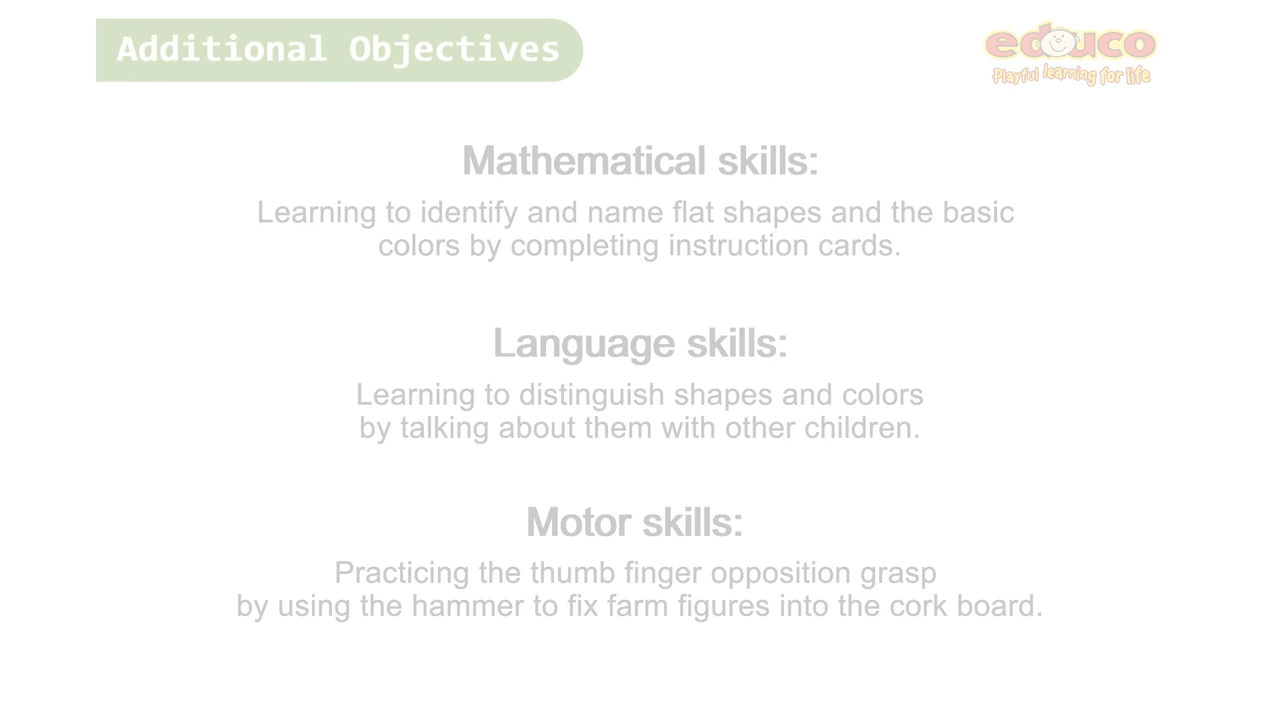 Additional Objectives
educo
Playful learning for life
Mathematical skills:
Learning to identify and name flat shapes and the basic
colors by completing instruction cards.
Language skills:
Learning to distinguish shapes and colors
by talking about them with other children.
Motor skills:
Practicing the thumb finger opposition grasp
by using the hammer to fix farm figures into the cork board.